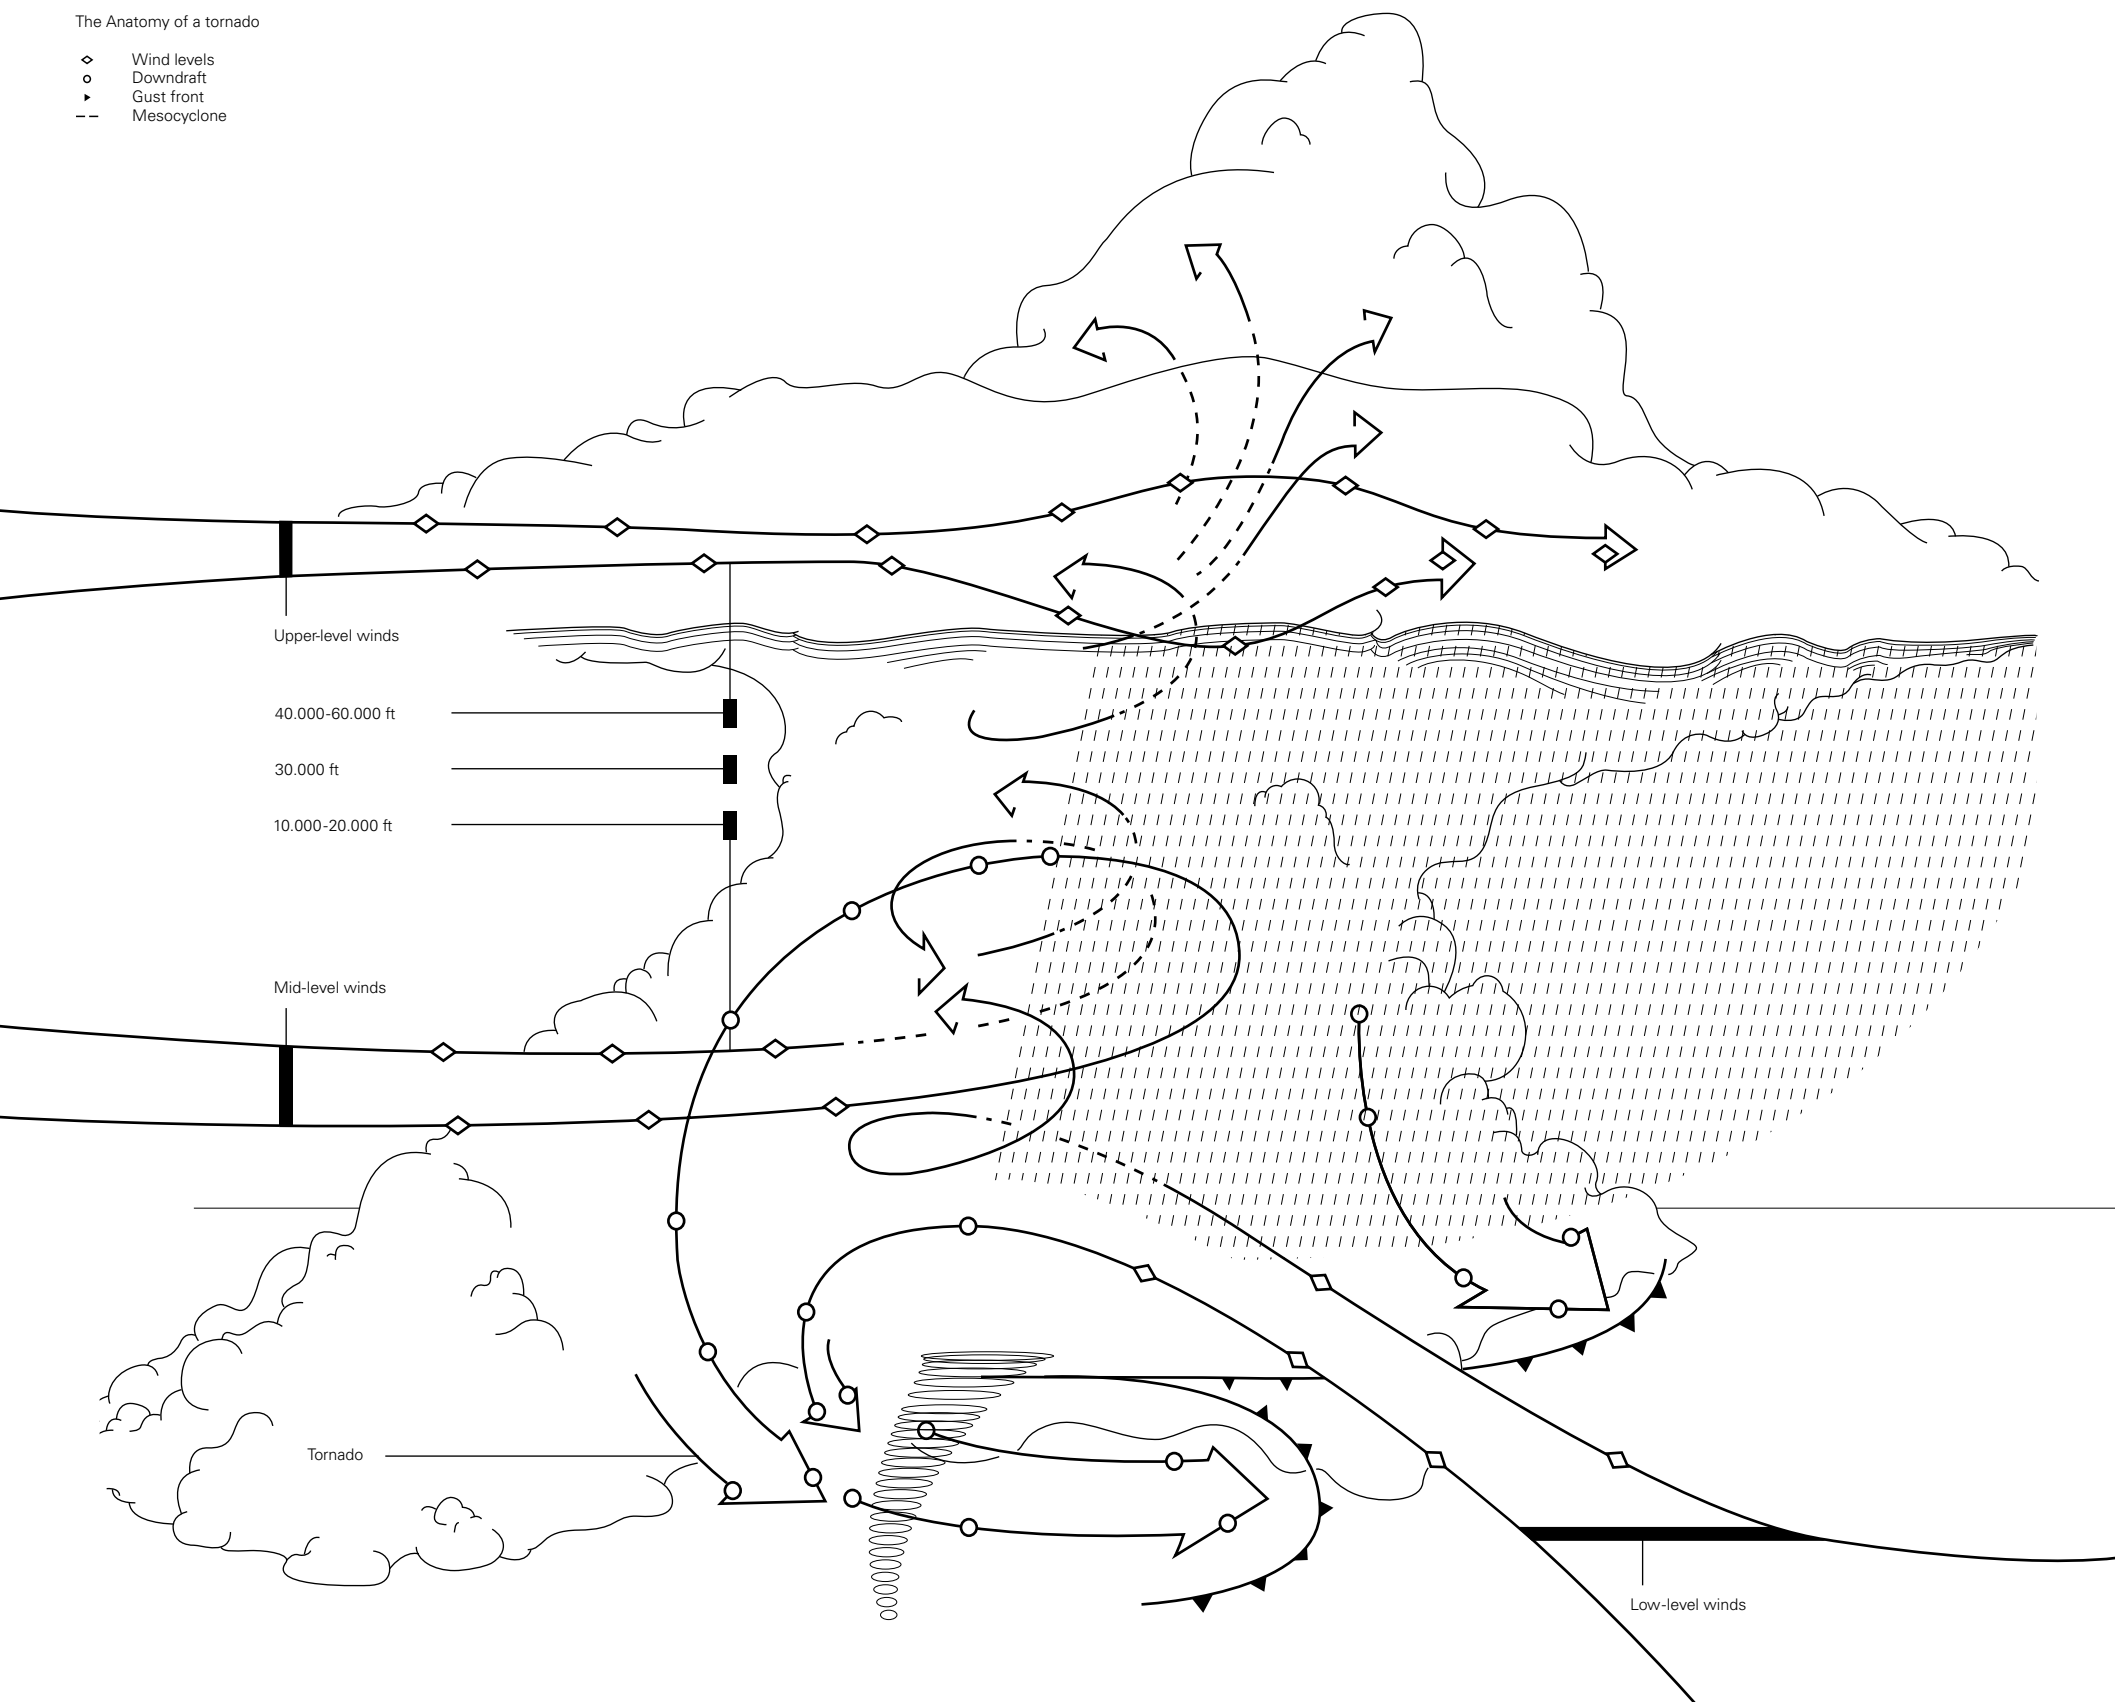 The Anatomy of a tornado
Wind levels
Downdraft
Gust front
Mesocyclone
Upper-level winds
40.000-60.000 ft
30.000 ft
10.000-20.000 ft
Mid-level winds
Tornado
Low-level winds